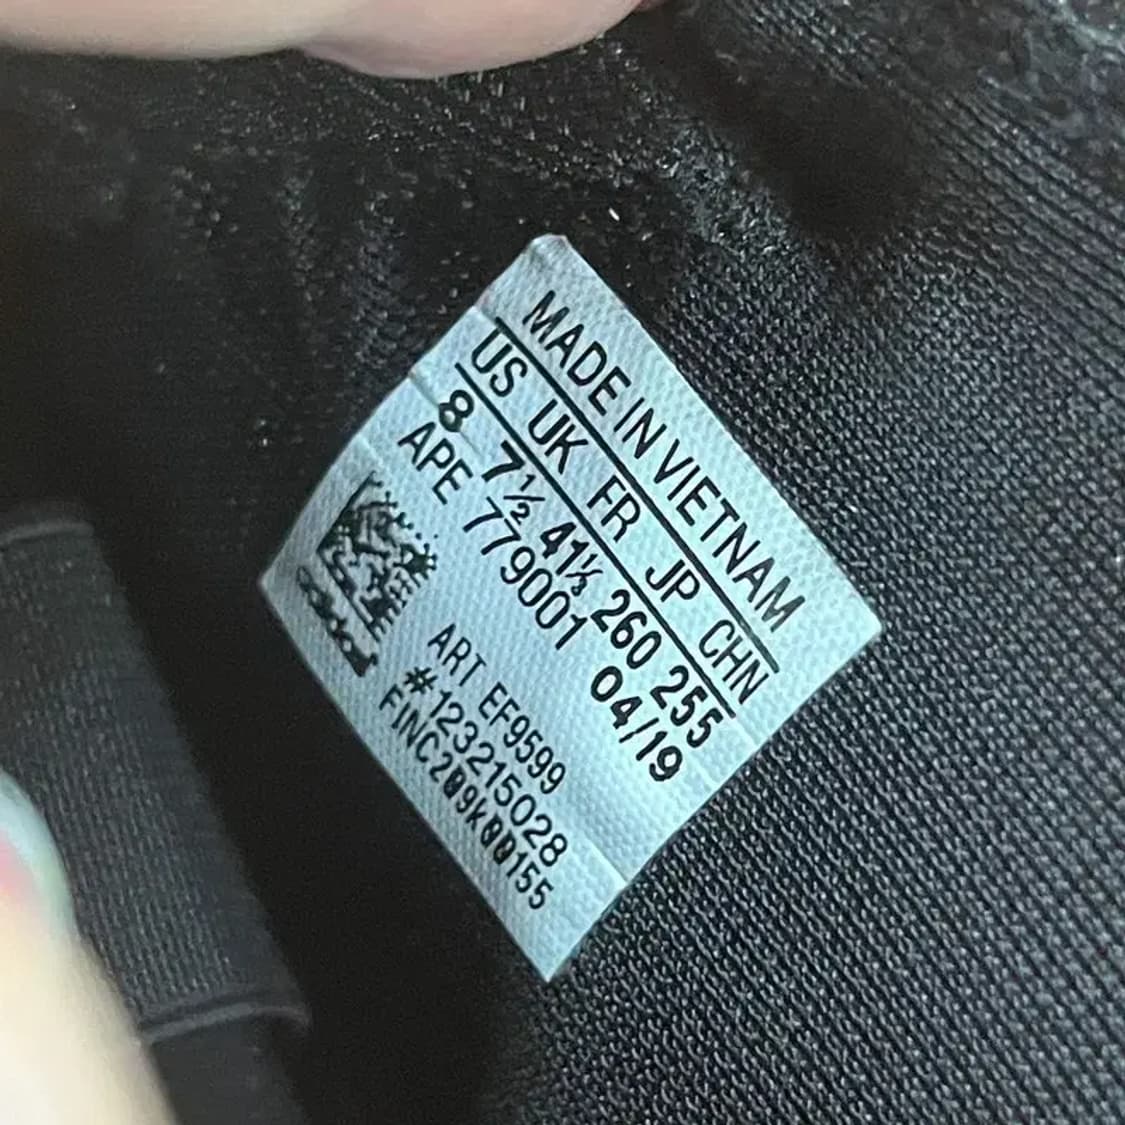 MADE IN VIETNAM
US UK FR JP CHN
8 7½ 41⅓ 260 255
APE 779001 04/19
ART EF9599
#123215028
FINC209k00155